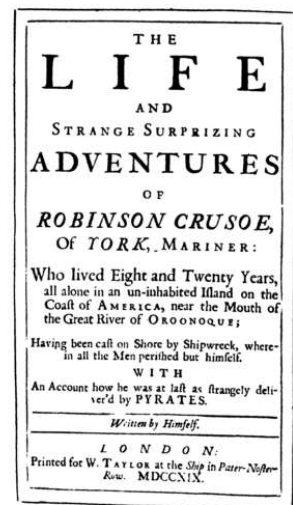 THE
LIFE
AND
STRANGE SURPRIZING
ADVENTURES
OF
ROBINSON CRUSOE,
Of YORK, MARINER:
Who lived Eight and Twenty Years,
all alone in an un-inhabited Iſland on the
Coaſt of AMERICA, near the Mouth of
the Great River of OROONOQUE;
Having been caſt on Shore by Shipwreck, where-
in all the Men periſhed but himſelf.
WITH
An Account how he was at laſt as ſtrangely deli-
ver'd by PYRATES.
Written by Himſelf.
LONDON:
Printed for W. TAYLOR at the Ship in Pater-Noſter-
Row. MDCCXIX.